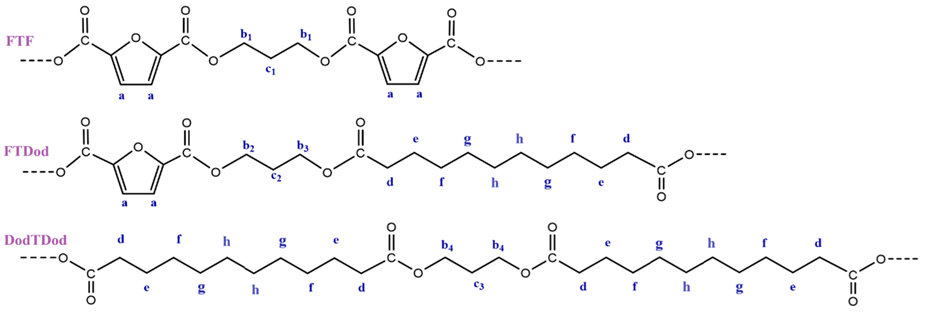 O O O O
FTF C O C b₁ b₁ C O C
O O c₁ O O
a a a a
O O O
e g h f d
FTDod C O C b₂ b₃ C O
O O c₂ O d f h g e C
a a O
O O
DodTDod d f h g e b₄ b₄ e g h f d
O C O C O C O
C e g h f d O c₃ d f h g e C
O O